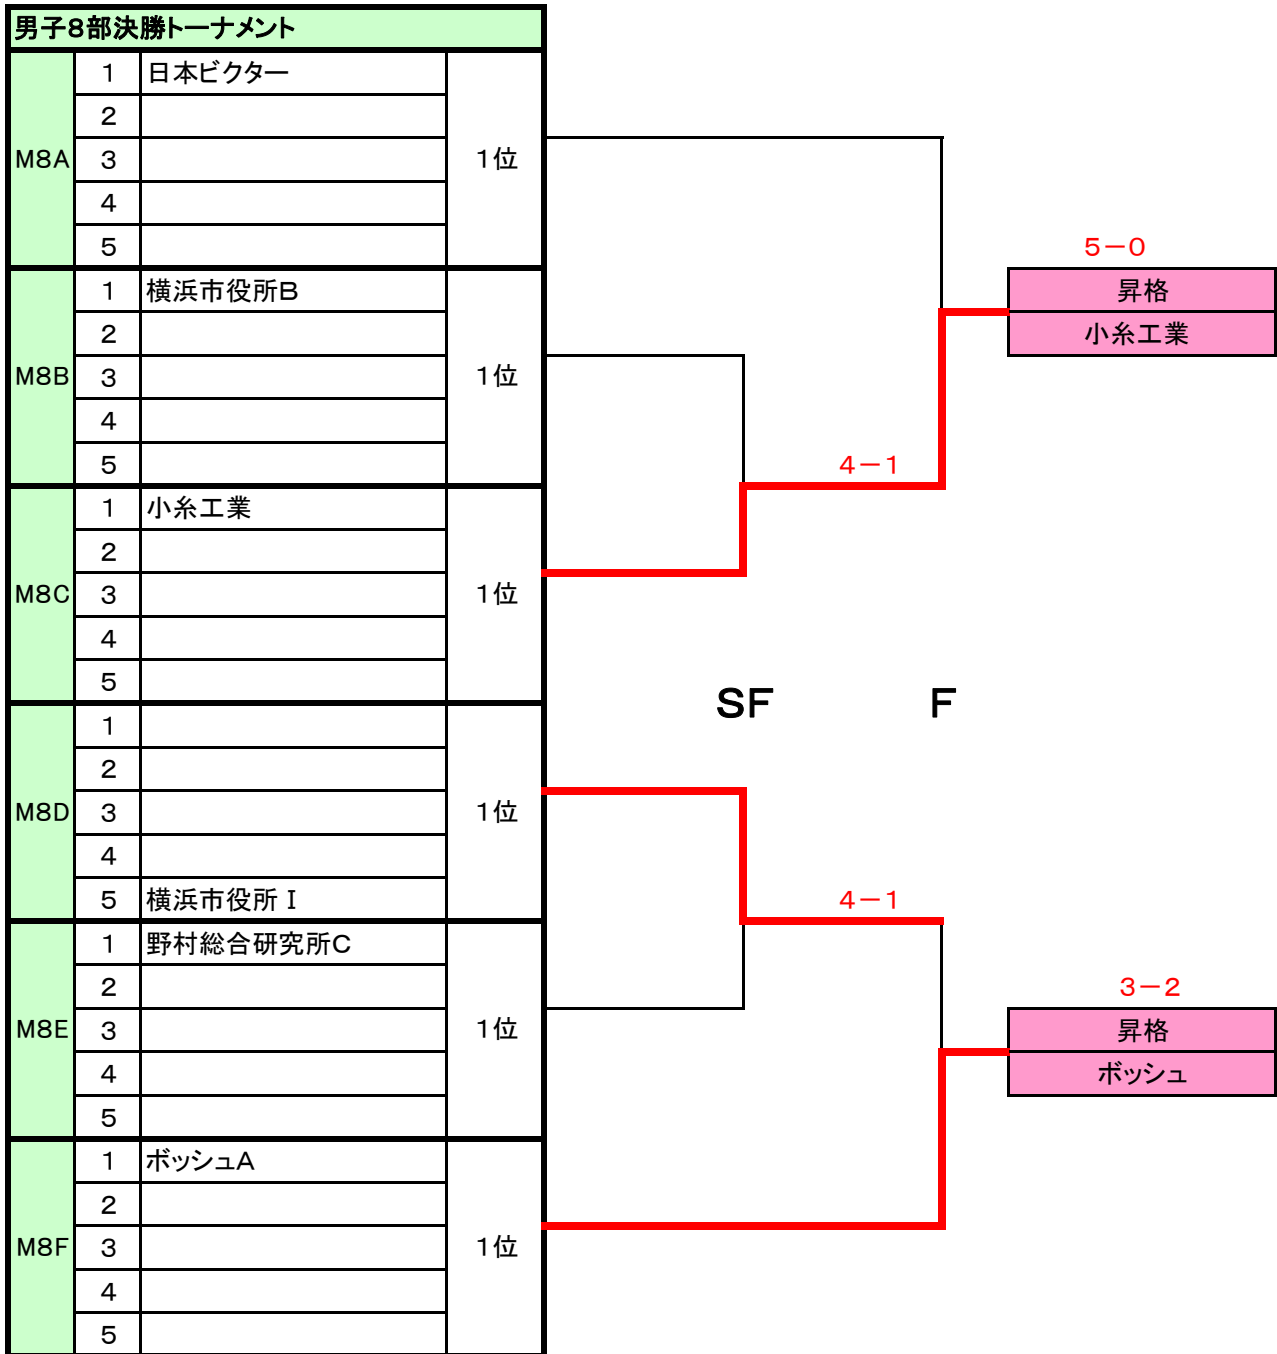 男子8部決勝トーナメント
M8A
1 日本ビクター
2
3
4
5
1位
M8B
1 横浜市役所B
2
3
4
5
1位
M8C
1 小糸工業
2
3
4
5
1位
M8D
1
2
3
4
5 横浜市役所Ⅰ
1位
M8E
1 野村総合研究所C
2
3
4
5
1位
M8F
1 ボッシュA
2
3
4
5
1位
4-1
5-0
昇格
小糸工業
SF F
4-1
3-2
昇格
ボッシュ